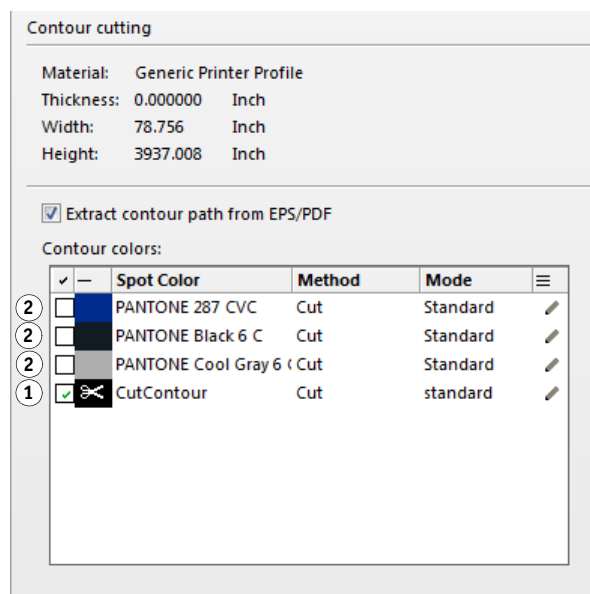 Contour cutting
Material: Generic Printer Profile
Thickness: 0.000000 Inch
Width: 78.756 Inch
Height: 3937.008 Inch
Extract contour path from EPS/PDF
Contour colors:
Spot Color Method Mode
2 PANTONE 287 CVC Cut Standard
2 PANTONE Black 6 C Cut Standard
2 PANTONE Cool Gray 6 ( Cut Standard
1 CutContour Cut standard